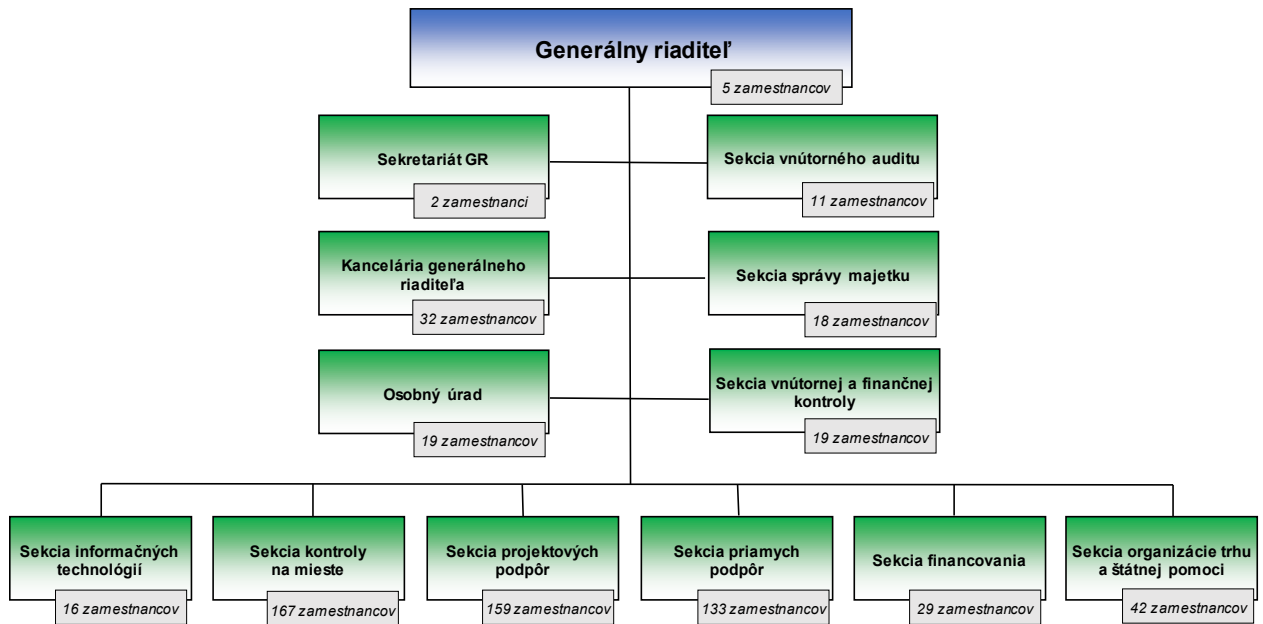 Generálny riaditeľ
5 zamestnancov
Sekretariát GR
2 zamestnanci
Sekcia vnútorného auditu
11 zamestnancov
Kancelária generálneho
riaditeľa
32 zamestnancov
Sekcia správy majetku
18 zamestnancov
Osobný úrad
19 zamestnancov
Sekcia vnútornej a finančnej
kontroly
19 zamestnancov
Sekcia informačných
technológií
16 zamestnancov
Sekcia kontroly
na mieste
167 zamestnancov
Sekcia projektových
podpôr
159 zamestnancov
Sekcia priamych
podpôr
133 zamestnancov
Sekcia financovania
29 zamestnancov
Sekcia organizácie trhu
a štátnej pomoci
42 zamestnancov